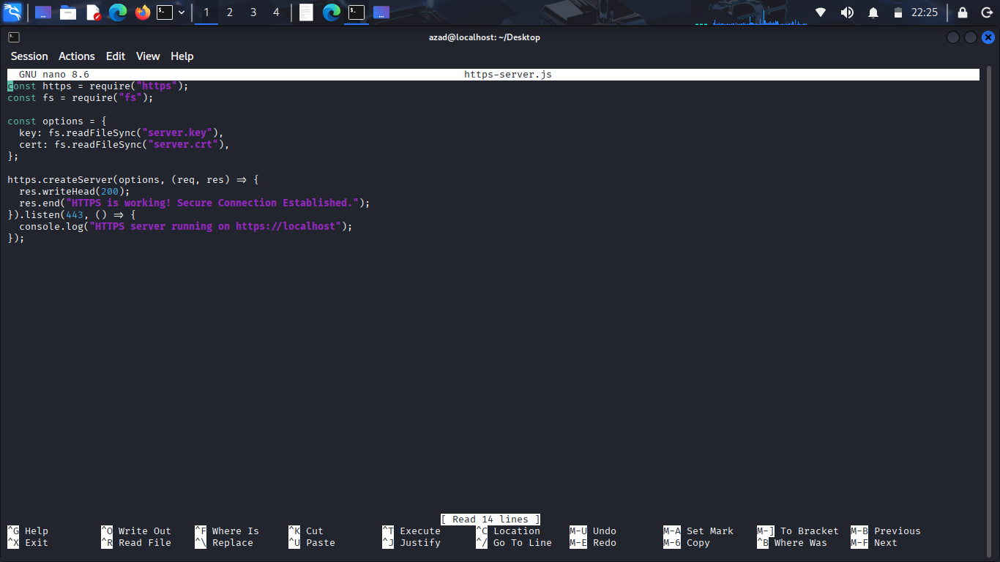 1 2 3 4 22:25
azad@localhost: ~/Desktop
Session Actions Edit View Help
GNU nano 8.6 https-server.js
const https = require("https");
const fs = require("fs");
const options = {
  key: fs.readFileSync("server.key"),
  cert: fs.readFileSync("server.crt"),
};
https.createServer(options, (req, res) => {
  res.writeHead(200);
  res.end("HTTPS is working! Secure Connection Established.");
}).listen(443, () => {
  console.log("HTTPS server running on https://localhost");
});
[ Read 14 lines ]
^G Help ^O Write Out ^F Where Is ^K Cut ^T Execute ^C Location M-U Undo M-A Set Mark M-] To Bracket M-B Previous
^X Exit ^R Read File ^\ Replace ^U Paste ^J Justify ^/ Go To Line M-E Redo M-6 Copy ^B Where Was M-F Next